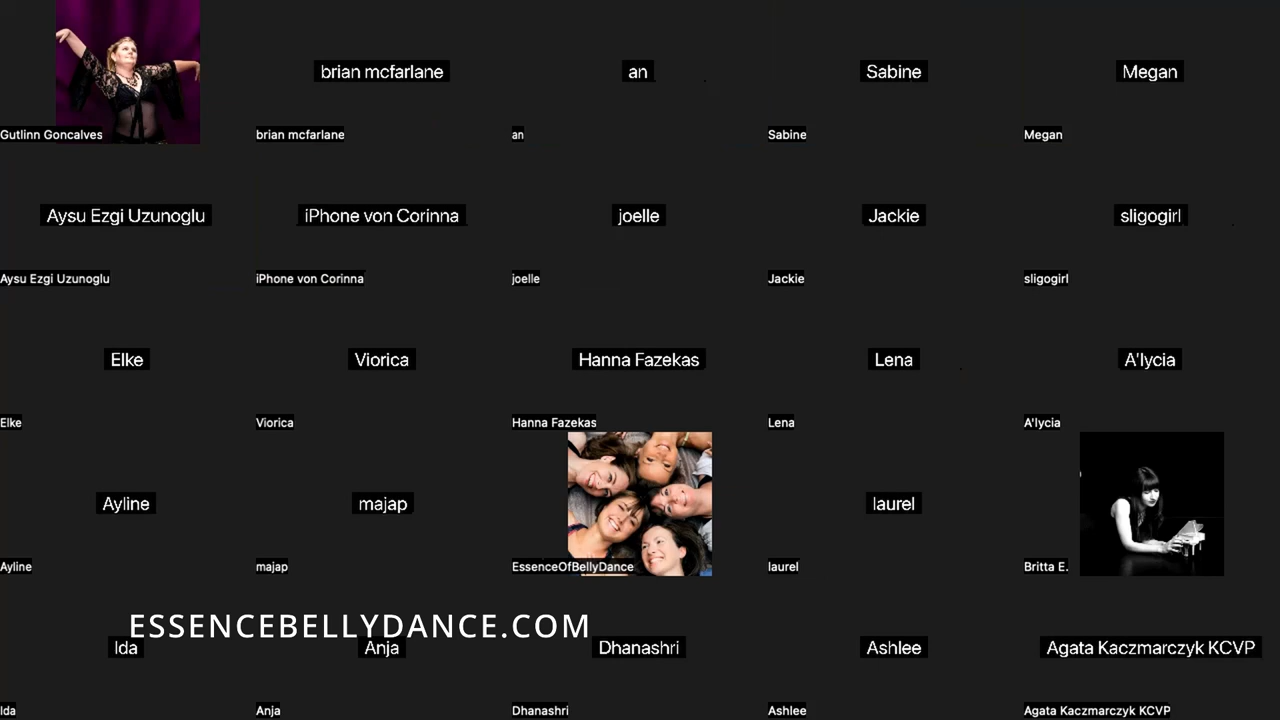 brian mcfarlane
an
Sabine
Megan
Gutlinn Goncalves
brian mcfarlane
an
Sabine
Megan
Aysu Ezgi Uzunoglu
iPhone von Corinna
joelle
Jackie
sligogirl
Aysu Ezgi Uzunoglu
iPhone von Corinna
joelle
Jackie
sligogirl
Elke
Viorica
Hanna Fazekas
Lena
A'lycia
Elke
Viorica
Hanna Fazekas
Lena
A'lycia
Ayline
majap
laurel
Ayline
majap
EssenceOfBellyDance
laurel
Britta E.
ESSENCEBELLYDANCE.COM
Ida
Anja
Dhanashri
Ashlee
Agata Kaczmarczyk KCVP
Ida
Anja
Dhanashri
Ashlee
Agata Kaczmarczyk KCVP